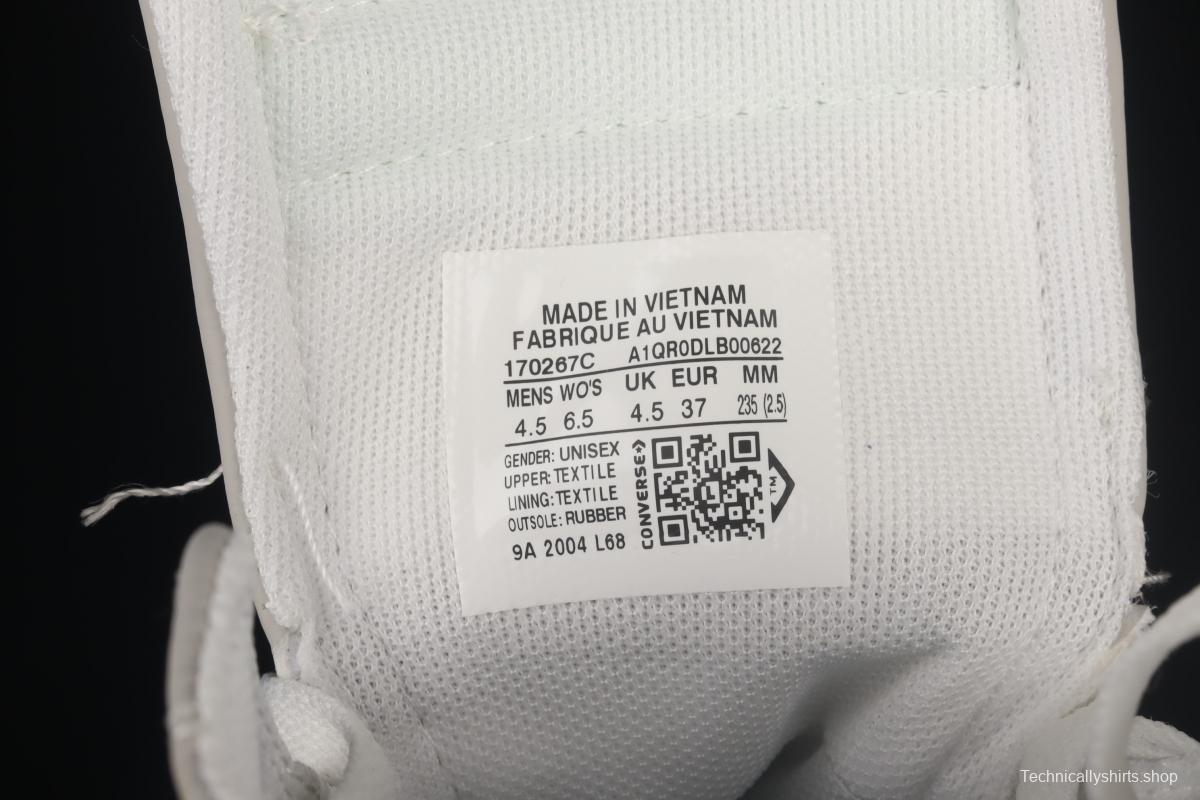 MADE IN VIETNAM
FABRIQUE AU VIETNAM
170267C A1QR0DLB00622
MENS WO'S UK EUR MM
4.5 6.5 4.5 37 235 (2.5)
GENDER: UNISEX
UPPER: TEXTILE
LINING: TEXTILE
OUTSOLE: RUBBER
9A 2004 L68
CONVERSE
TM
Technicallyshirts.shop